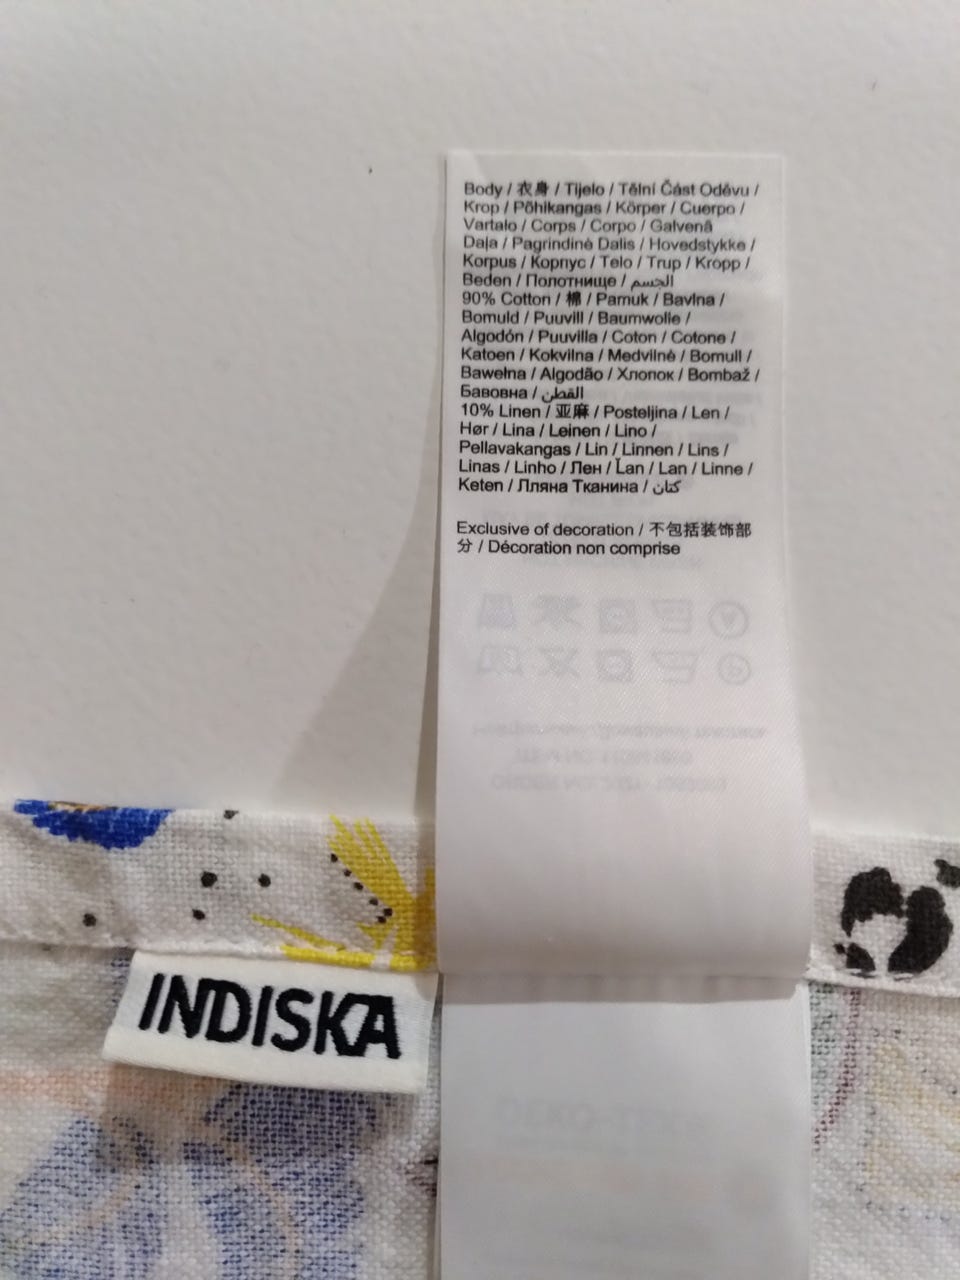 Body / 衣身 / Tijelo / Tělní Část Oděvu /
Krop / Põhikangas / Körper / Cuerpo /
Vartalo / Corps / Corpo / Galvenā
Daļa / Pagrindinė Dalis / Hovedstykke /
Korpus / Корпус / Telo / Trup / Kropp /
Beden / Полотнище / الجسم
90% Cotton / 棉 / Pamuk / Bavlna /
Bomuld / Puuvill / Baumwolle /
Algodón / Puuvilla / Coton / Cotone /
Katoen / Kokvilna / Medvilnė / Bomull /
Bawełna / Algodão / Хлопок / Bombaž /
Бавовна / القطن
10% Linen / 亚麻 / Posteljina / Len /
Hør / Lina / Leinen / Lino /
Pellavakangas / Lin / Linnen / Lins /
Linas / Linho / Лен / Ľan / Lan / Linne /
Keten / Лляна Тканина / كتان
Exclusive of decoration / 不包括装饰部
分 / Décoration non comprise
INDISKA